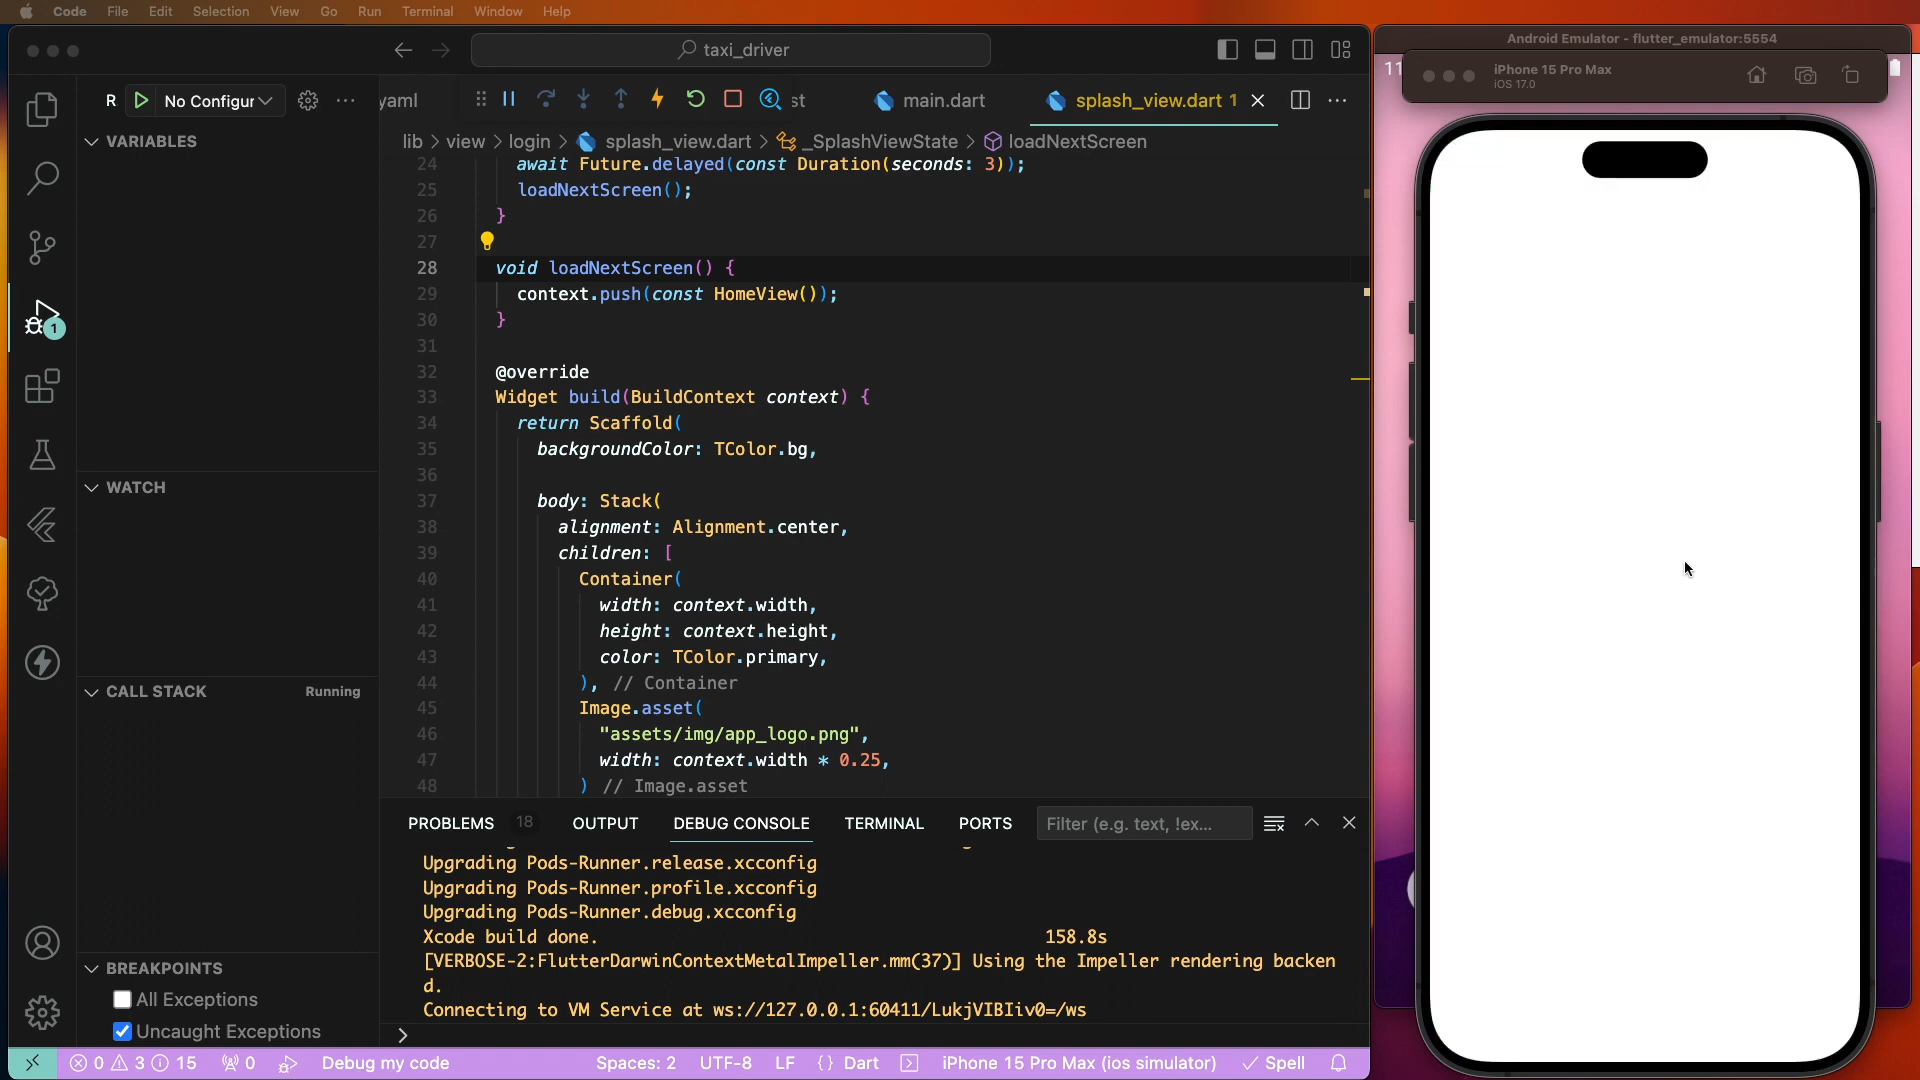 Code File Edit Selection View Go Run Terminal Window Help
taxi_driver
Android Emulator - flutter_emulator:5554
11
iPhone 15 Pro Max
iOS 17.0
R No Configur
yaml
st
main.dart
splash_view.dart 1
VARIABLES
lib > view > login > splash_view.dart > _SplashViewState > loadNextScreen
24 await Future.delayed(const Duration(seconds: 3));
25 loadNextScreen();
26 }
27
28 void loadNextScreen() {
29 context.push(const HomeView());
30 }
31
32 @override
33 Widget build(BuildContext context) {
34 return Scaffold(
35 backgroundColor: TColor.bg,
36
37 body: Stack(
38 alignment: Alignment.center,
39 children: [
40 Container(
41 width: context.width,
42 height: context.height,
43 color: TColor.primary,
44 ), // Container
45 Image.asset(
46 "assets/img/app_logo.png",
47 width: context.width * 0.25,
48 ) // Image.asset
1
WATCH
CALL STACK Running
BREAKPOINTS
All Exceptions
Uncaught Exceptions
PROBLEMS 18 OUTPUT DEBUG CONSOLE TERMINAL PORTS Filter (e.g. text, !ex...
Upgrading Pods-Runner.release.xcconfig
Upgrading Pods-Runner.profile.xcconfig
Upgrading Pods-Runner.debug.xcconfig
Xcode build done. 158.8s
[VERBOSE-2:FlutterDarwinContextMetalImpeller.mm(37)] Using the Impeller rendering backen
d.
Connecting to VM Service at ws://127.0.0.1:60411/LukjVIBIiv0=/ws
>
0 3 15 0 Debug my code Spaces: 2 UTF-8 LF {} Dart iPhone 15 Pro Max (ios simulator) Spell